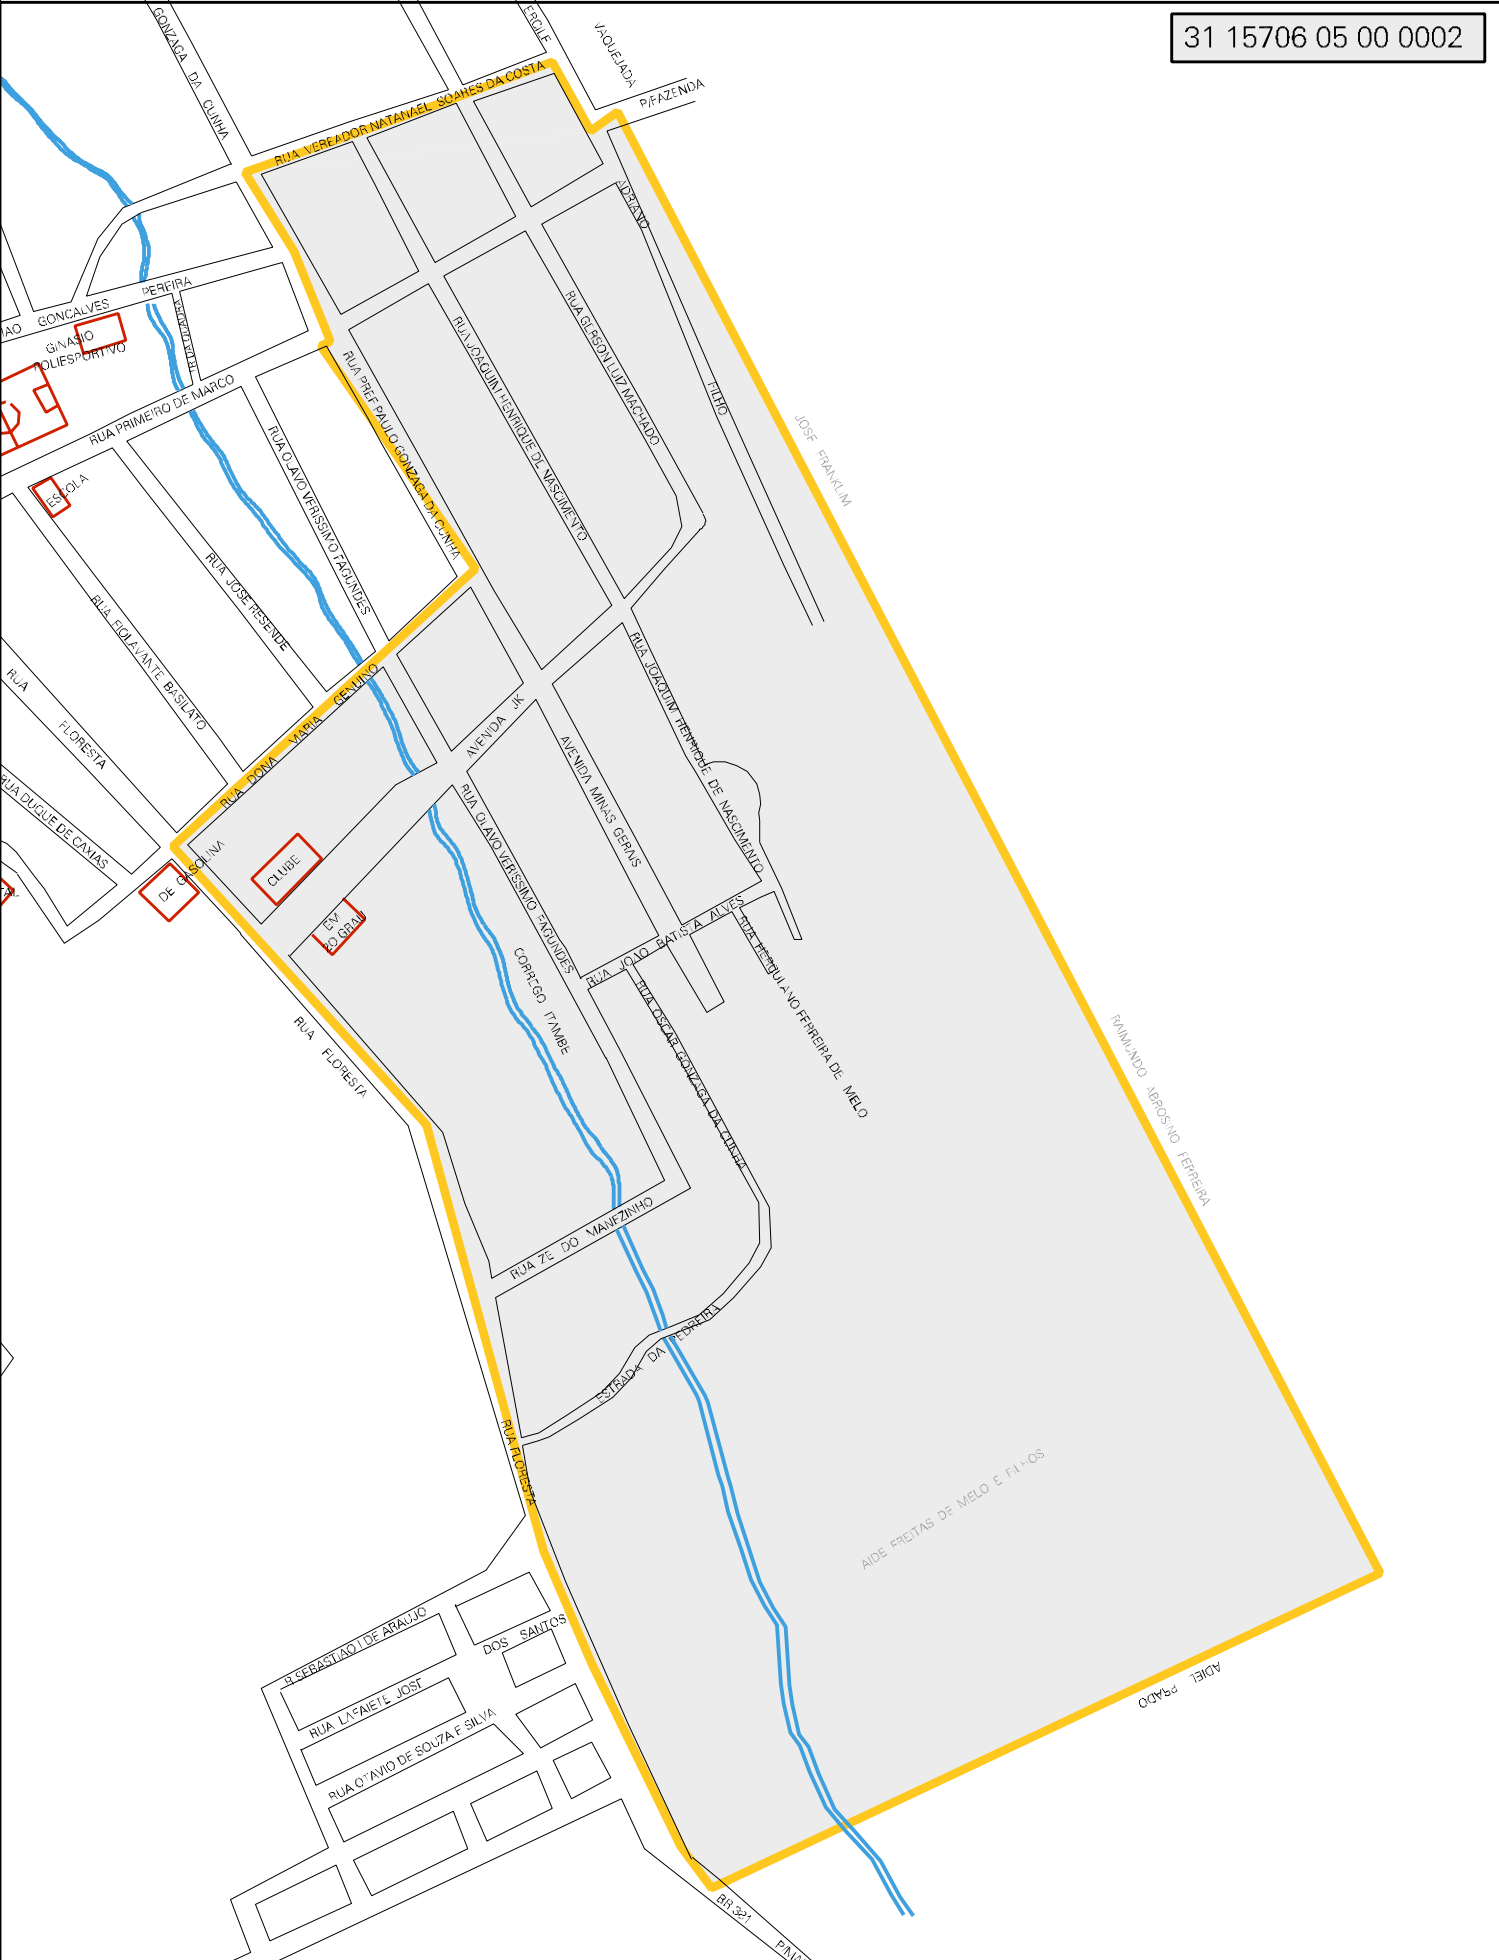 31 15706 05 00 0002
GONZAGA DA CUNHA
ERCILE
VAQUEJADA
P/FAZENDA
RUA VEREADOR NATANAEL SOARES DA COSTA
ADRIANO
FILHO
GONCALVES PEREIRA
GINASIO
POLIESPORTIVO
RUA PRIMEIRO DE MARCO
ESCOLA
RUA PREF PAULO GONZAGA DA CUNHA
RUA JOAQUIM HENRIQUE DE NASCIMENTO
RUA GERSON LUIZ MACHADO
JOSE FRANKLIM
RUA OLAVO VERISSIMO FAGUNDES
RUA JOSE RESENDE
RUA FIOLAVANTE BASILATO
RUA FLORESTA
RUA DUQUE DE CAXIAS
RUA DONA MARIA GENUINO
AVENIDA JK
RUA JOAQUIM HENRIQUE DE NASCIMENTO
AVENIDA MINAS GERAIS
RUA OLAVO VERISSIMO FAGUNDES
DE GASOLINA
CLUBE
EM
2O GRAU
CORREGO ITAMBE
RUA JOAO BATISTA ALVES
RUA HERCULANO FERREIRA DE MELO
RUA OSCAR GONZAGA DA CUNHA
RUA FLORESTA
RAIMUNDO ABROSINO FERREIRA
RUA ZE DO MANEZINHO
ESTRADA DA PEDREIRA
RUA FLORESTA
AIDE FREITAS DE MELO E FILHOS
R SEBASTIAO I DE ARAUJO
DOS SANTOS
RUA LAFAIETE JOSE
RUA OTAVIO DE SOUZA F SILVA
ADIEL PRADO
BR 381